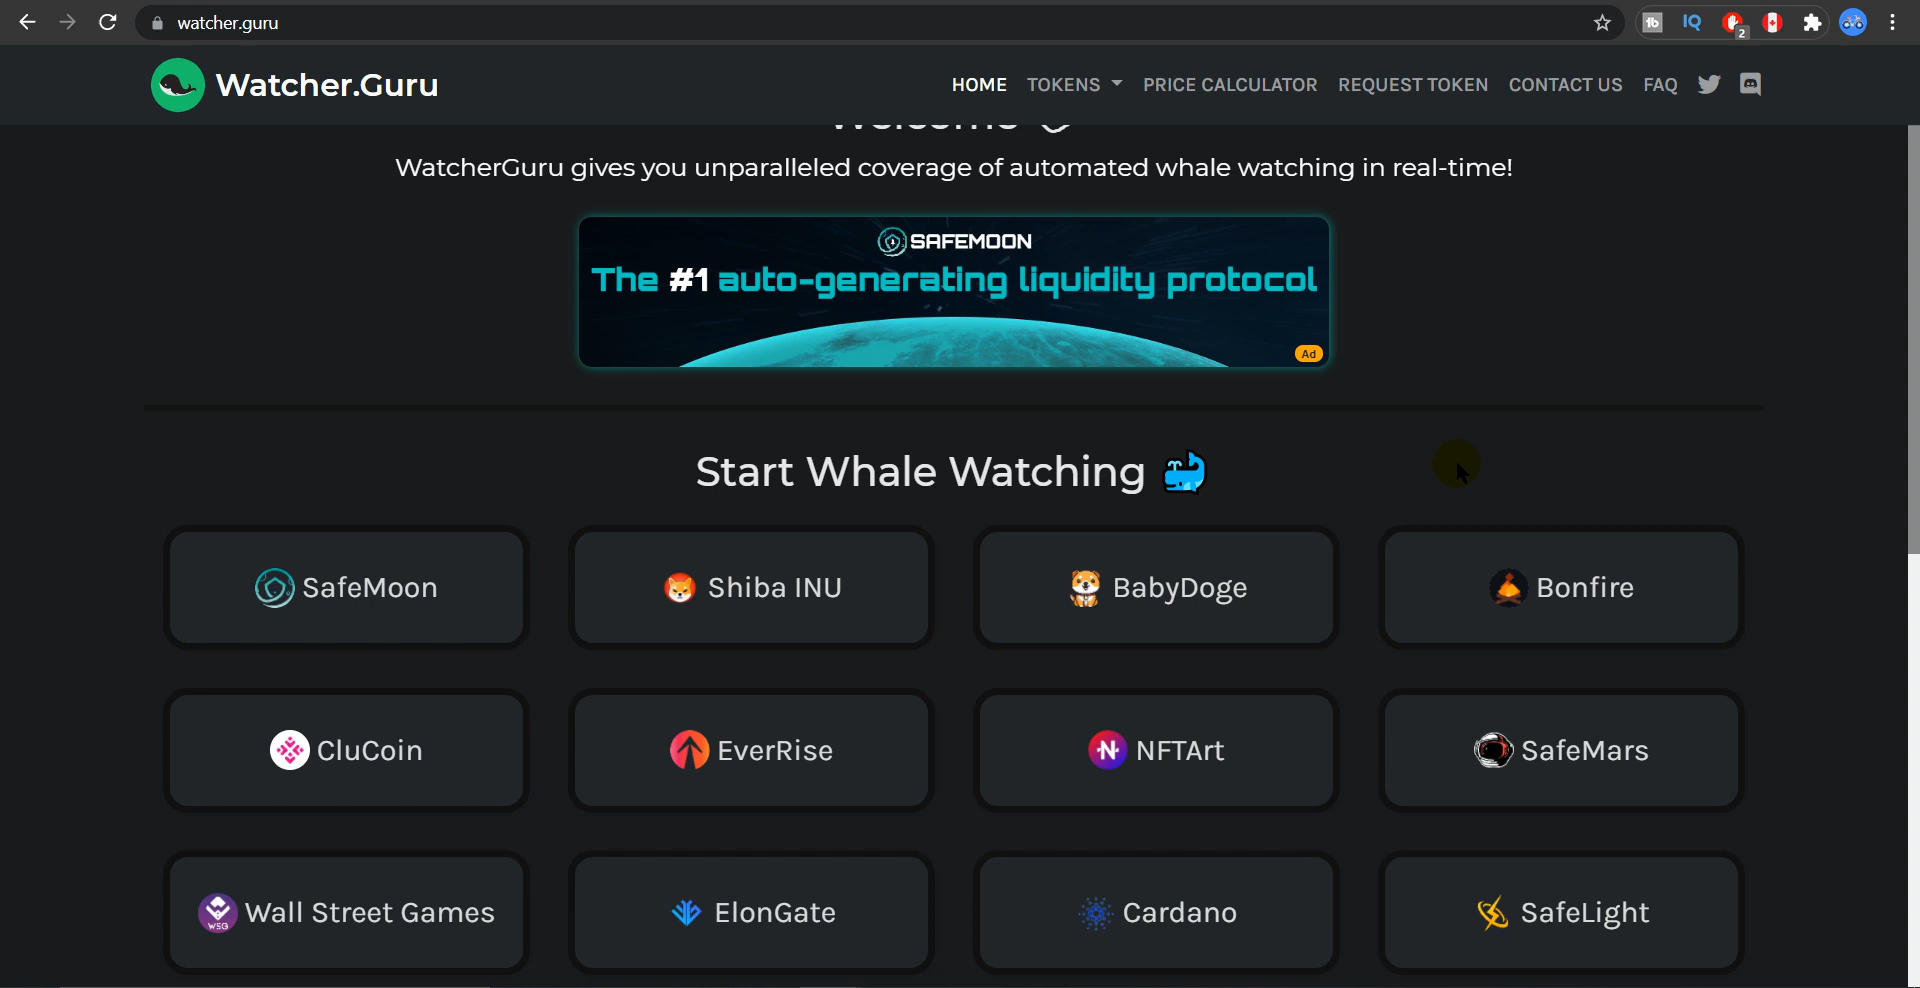 watcher.guru
2
Watcher.Guru
HOME TOKENS PRICE CALCULATOR REQUEST TOKEN CONTACT US FAQ
WatcherGuru gives you unparalleled coverage of automated whale watching in real-time!
SAFEMOON
The #1 auto-generating liquidity protocol
Ad
Start Whale Watching
SafeMoon
Shiba INU
BabyDoge
Bonfire
CluCoin
EverRise
NFTArt
SafeMars
WSG
Wall Street Games
ElonGate
Cardano
SafeLight